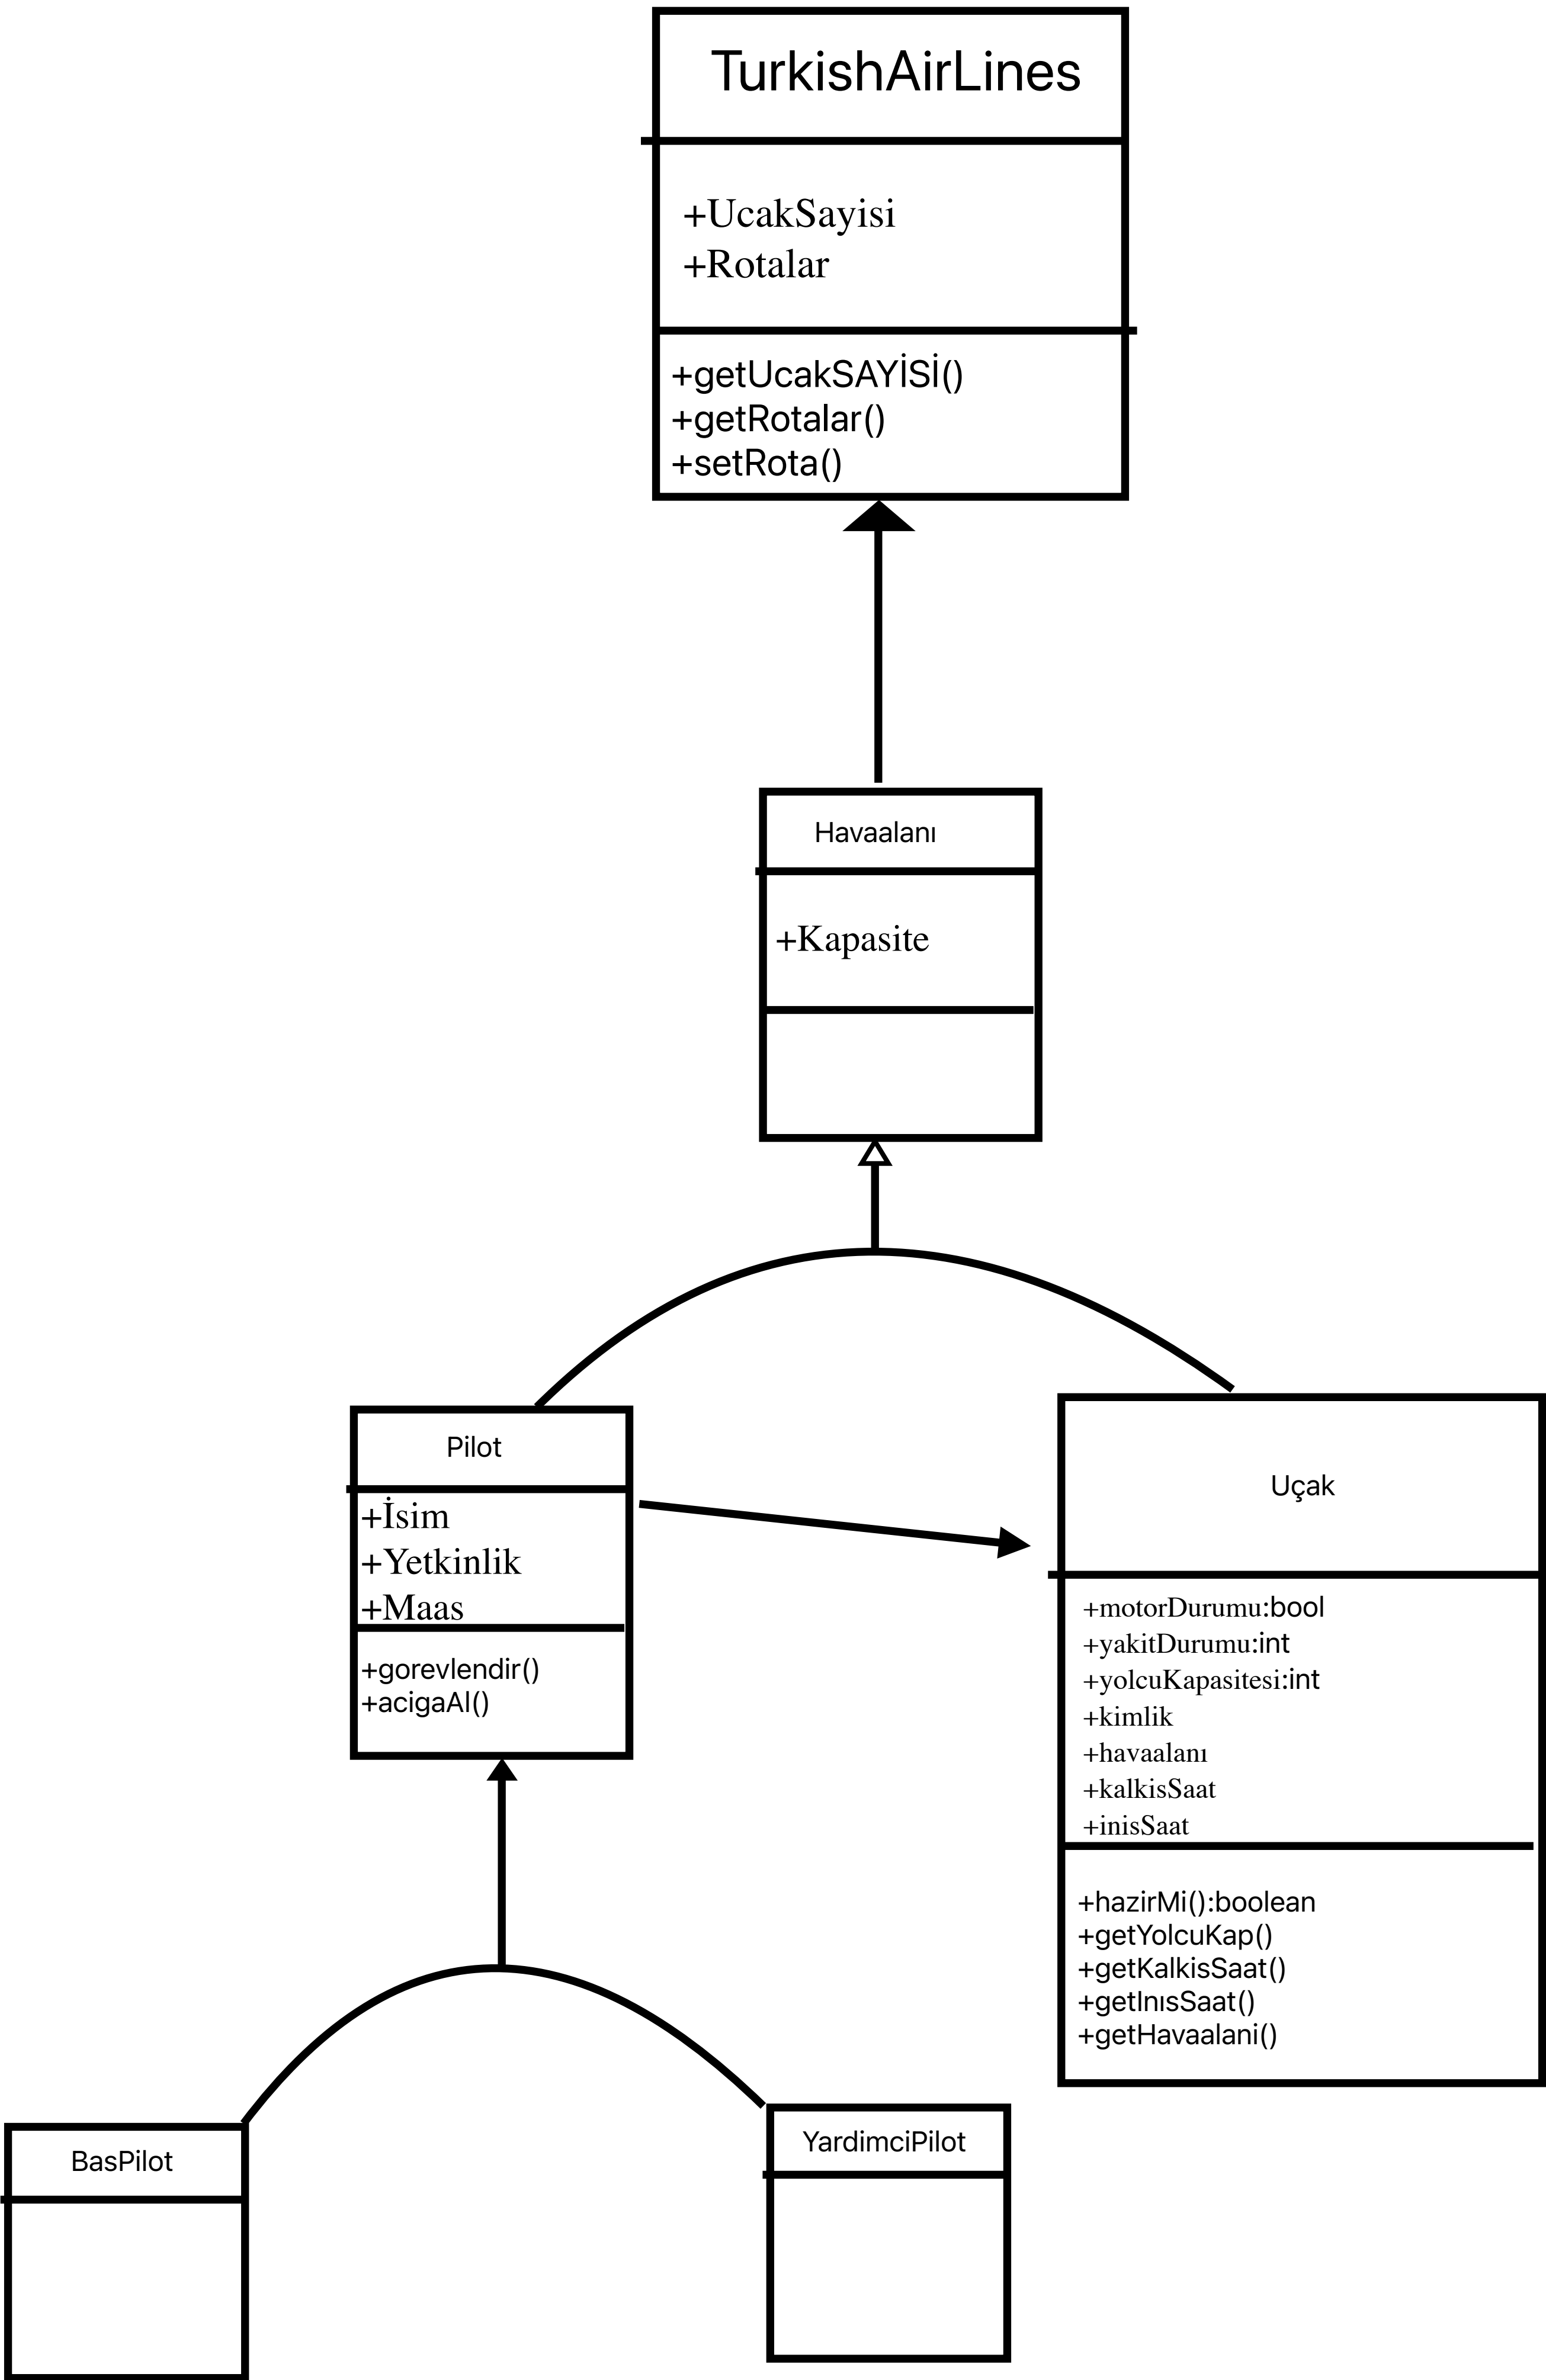 TurkishAirLines
+UcakSayisi
+Rotalar
+getUcakSAYİSİ()
+getRotalar()
+setRota()
Havaalanı
+Kapasite
Pilot
+İsim
+Yetkinlik
+Maas
+gorevlendir()
+acigaAl()
Uçak
+motorDurumu:bool
+yakitDurumu:int
+yolcuKapasitesi:int
+kimlik
+havaalanı
+kalkisSaat
+inisSaat
+hazirMi():boolean
+getYolcuKap()
+getKalkisSaat()
+getInısSaat()
+getHavaalani()
BasPilot
YardimciPilot